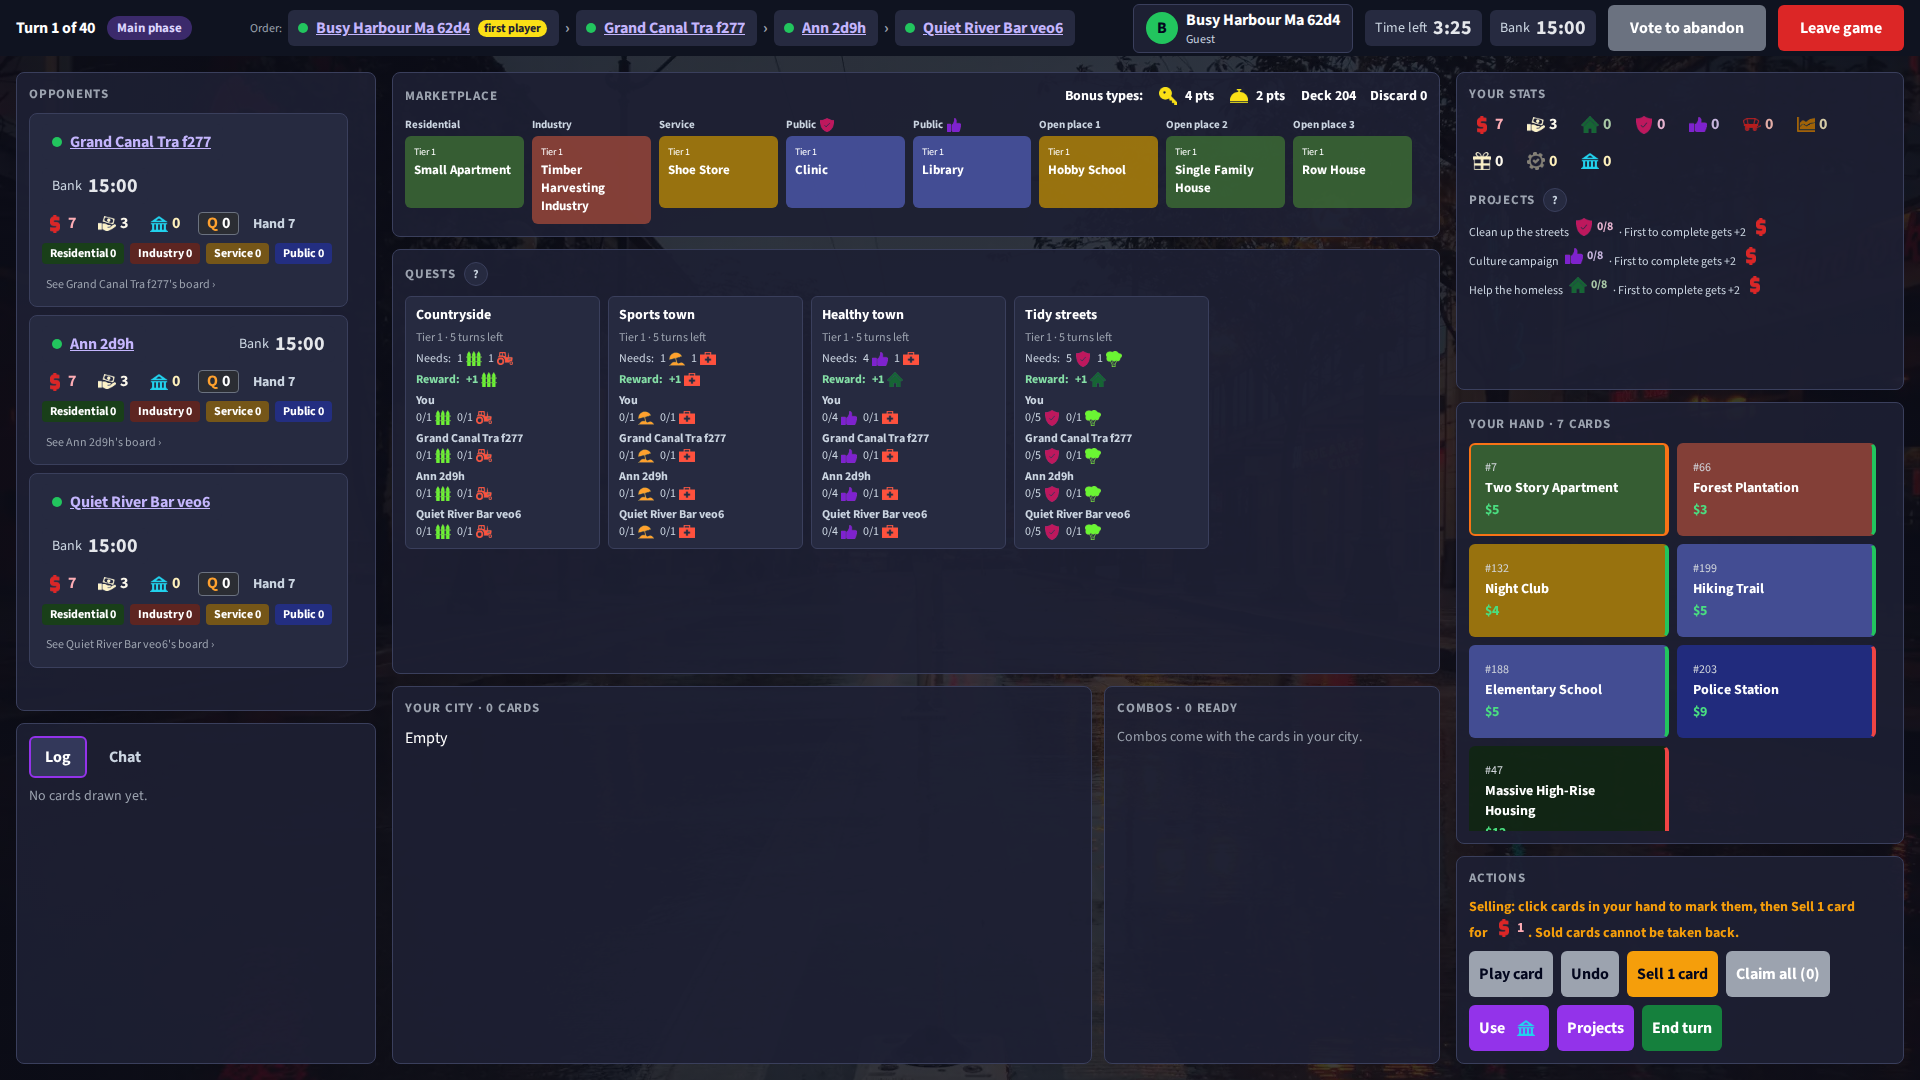 Turn 1 of 40 Main phase
Order: Busy Harbour Ma 62d4 first player › Grand Canal Tra f277 › Ann 2d9h › Quiet River Bar veo6
B Busy Harbour Ma 62d4
Guest
Time left 3:25
Bank 15:00
Vote to abandon
Leave game
OPPONENTS
Grand Canal Tra f277
Bank 15:00
7 3 0 Q 0 Hand 7
Residential 0 Industry 0 Service 0 Public 0
See Grand Canal Tra f277's board ›
Ann 2d9h Bank 15:00
7 3 0 Q 0 Hand 7
Residential 0 Industry 0 Service 0 Public 0
See Ann 2d9h's board ›
Quiet River Bar veo6
Bank 15:00
7 3 0 Q 0 Hand 7
Residential 0 Industry 0 Service 0 Public 0
See Quiet River Bar veo6's board ›
Log Chat
No cards drawn yet.
MARKETPLACE
Bonus types: 4 pts 2 pts Deck 204 Discard 0
Residential
Tier 1
Small Apartment
Industry
Tier 1
Timber
Harvesting
Industry
Service
Tier 1
Shoe Store
Public
Tier 1
Clinic
Public
Tier 1
Library
Open place 1
Tier 1
Hobby School
Open place 2
Tier 1
Single Family
House
Open place 3
Tier 1
Row House
QUESTS ?
Countryside
Tier 1 · 5 turns left
Needs: 1 1
Reward: +1
You
0/1 0/1
Grand Canal Tra f277
0/1 0/1
Ann 2d9h
0/1 0/1
Quiet River Bar veo6
0/1 0/1
Sports town
Tier 1 · 5 turns left
Needs: 1 1
Reward: +1
You
0/1 0/1
Grand Canal Tra f277
0/1 0/1
Ann 2d9h
0/1 0/1
Quiet River Bar veo6
0/1 0/1
Healthy town
Tier 1 · 5 turns left
Needs: 4 1
Reward: +1
You
0/4 0/1
Grand Canal Tra f277
0/4 0/1
Ann 2d9h
0/4 0/1
Quiet River Bar veo6
0/4 0/1
Tidy streets
Tier 1 · 5 turns left
Needs: 5 1
Reward: +1
You
0/5 0/1
Grand Canal Tra f277
0/5 0/1
Ann 2d9h
0/5 0/1
Quiet River Bar veo6
0/5 0/1
YOUR CITY · 0 CARDS
Empty
COMBOS · 0 READY
Combos come with the cards in your city.
YOUR STATS
7 3 0 0 0 0 0
0 0 0
PROJECTS ?
Clean up the streets 0/8 · First to complete gets +2
Culture campaign 0/8 · First to complete gets +2
Help the homeless 0/8 · First to complete gets +2
YOUR HAND · 7 CARDS
#7
Two Story Apartment
$5
#66
Forest Plantation
$3
#132
Night Club
$4
#199
Hiking Trail
$5
#188
Elementary School
$5
#203
Police Station
$9
#47
Massive High-Rise
Housing
ACTIONS
Selling: click cards in your hand to mark them, then Sell 1 card
for 1 . Sold cards cannot be taken back.
Play card Undo Sell 1 card Claim all (0)
Use Projects End turn